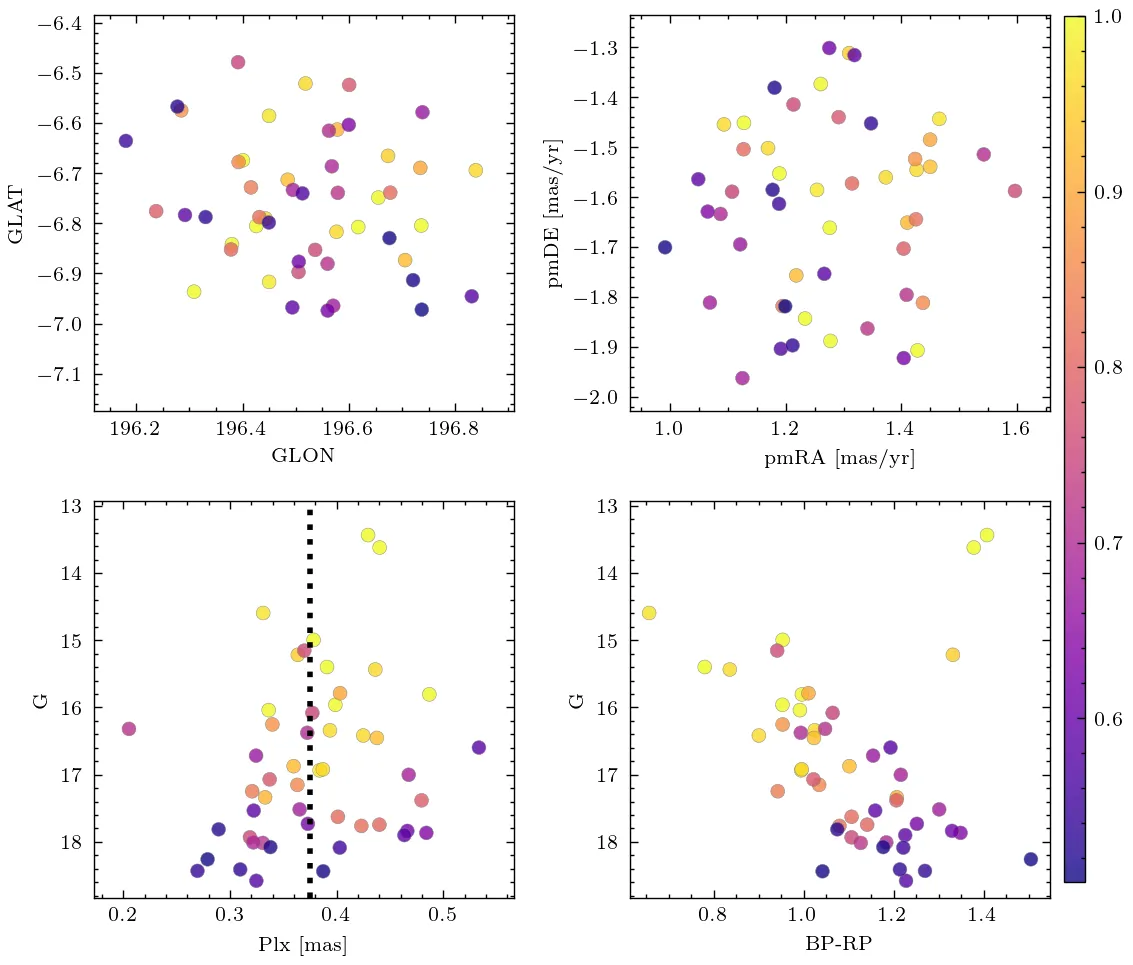 −6.4
−6.5
−6.6
−6.7
−6.8
−6.9
−7.0
−7.1
GLAT
196.2 196.4 196.6 196.8
GLON
−1.3
−1.4
−1.5
−1.6
−1.7
−1.8
−1.9
−2.0
pmDE [mas/yr]
1.0 1.2 1.4 1.6
pmRA [mas/yr]
1.0
0.9
0.8
0.7
0.6
13
14
15
16
17
18
G
0.2 0.3 0.4 0.5
Plx [mas]
13
14
15
16
17
18
G
0.8 1.0 1.2 1.4
BP-RP